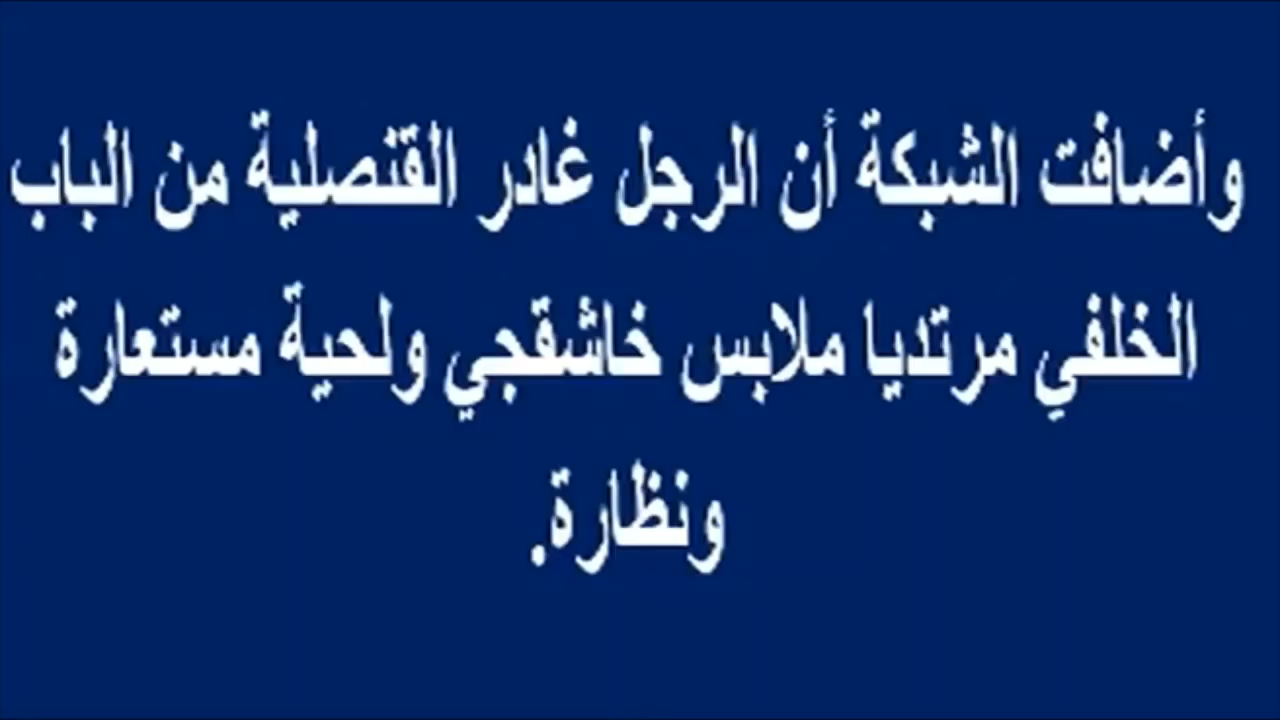 وأضافت الشبكة أن الرجل غادر القنصلية من الباب
الخلفي مرتديا ملابس خاشقجي ولحية مستعارة
ونظارة.